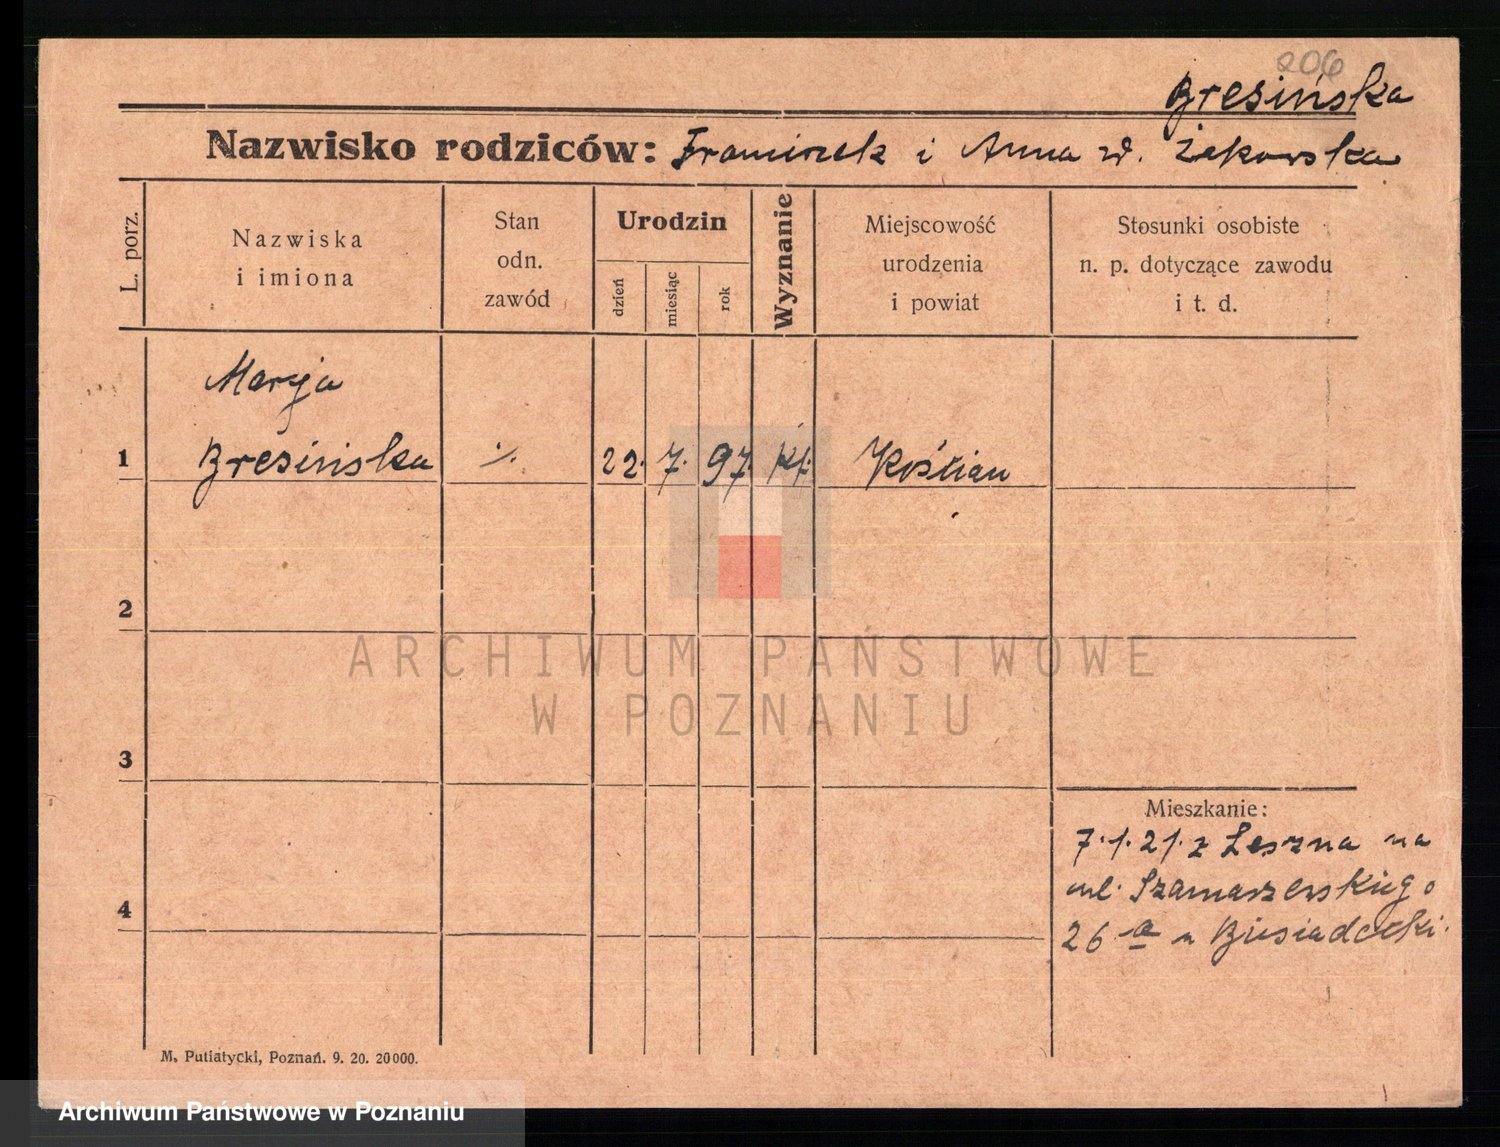 206
Bresińska
Nazwisko rodziców: Franciszek i Anna zd. Żakowska
L. porz.
Nazwiska
i imiona
Stan
odn.
zawód
Urodzin
dzień
miesiąc
rok
Wyznanie
Miejscowość
urodzenia
i powiat
Stosunki osobiste
n. p. dotyczące zawodu
i t. d.
Marja
1 Bresińska ./. 22. 7. 97. kt. Kościan
2
ARCHIWUM PAŃSTWOWE
W POZNANIU
3
Mieszkanie:
7.1.21. z Leszna na
ul. Szamarzewskiego
4
26 a u Biesiadecki.
M. Putiatycki, Poznań. 9. 20. 20000.
Archiwum Państwowe w Poznaniu